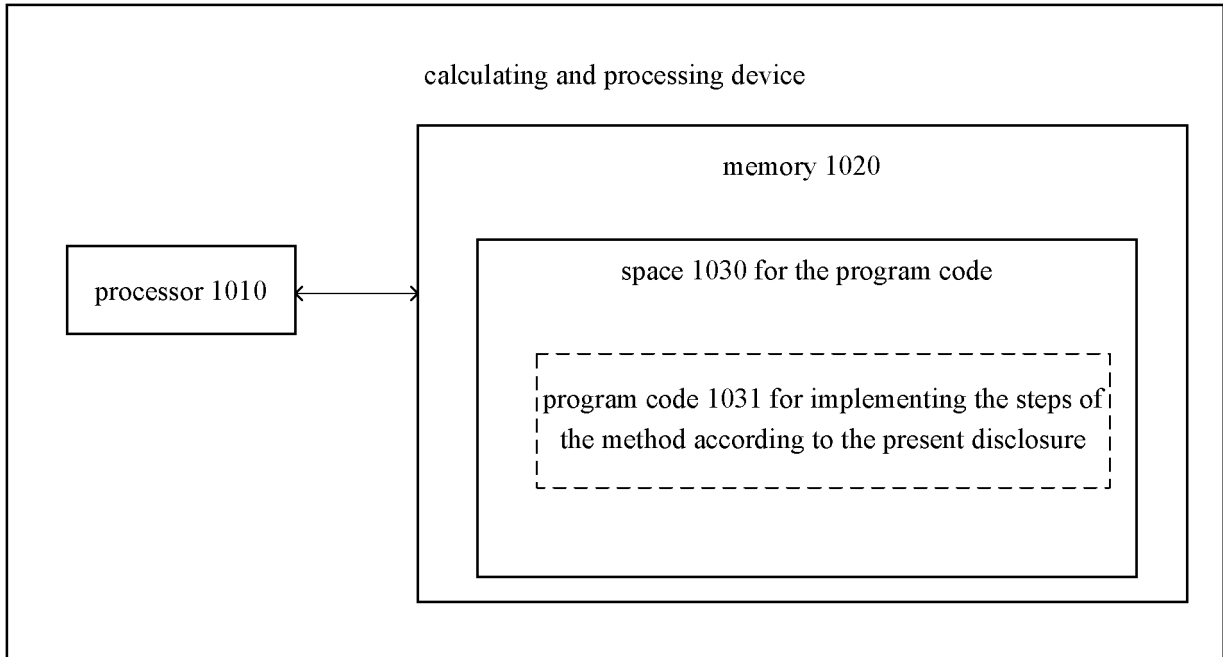 calculating and processing device
memory 1020
space 1030 for the program code
processor 1010
program code 1031 for implementing the steps of
the method according to the present disclosure